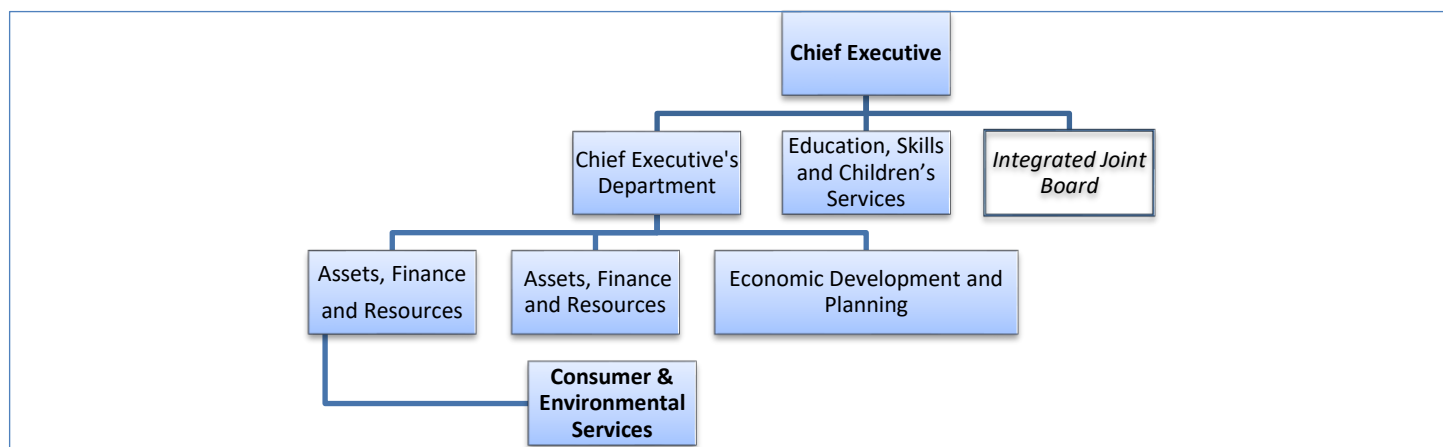 Chief Executive
Chief Executive's
Department
Education, Skills
and Children’s
Services
Integrated Joint
Board
Assets, Finance
and Resources
Assets, Finance
and Resources
Economic Development and
Planning
Consumer &
Environmental
Services